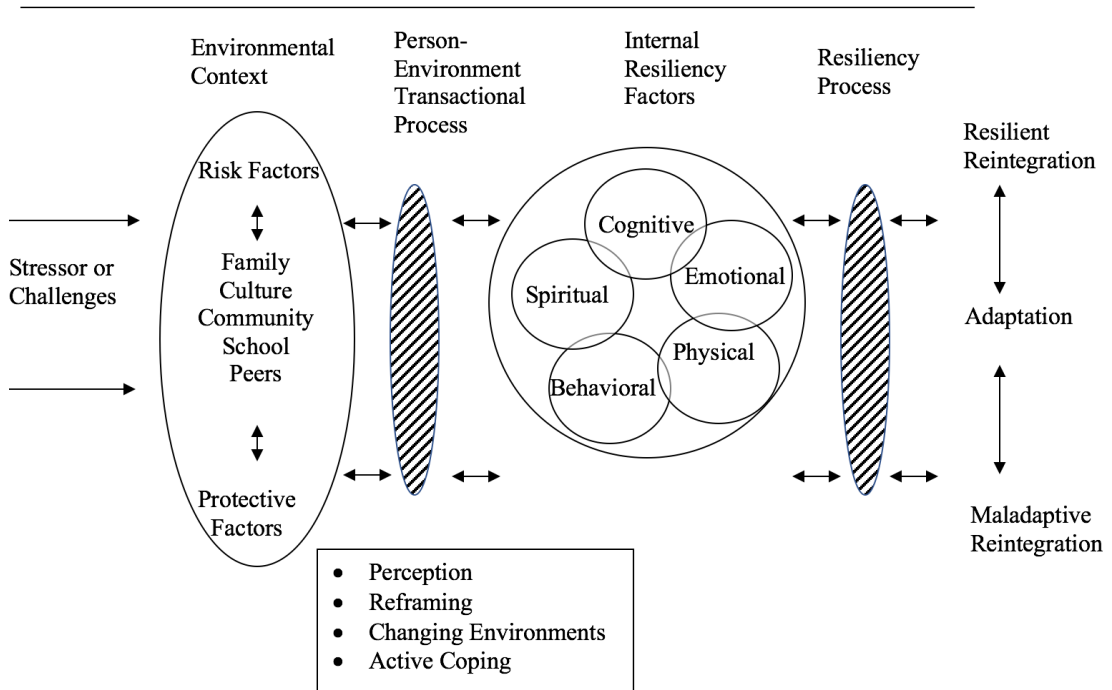 Environmental
Context
Person-
Environment
Transactional
Process
Internal
Resiliency
Factors
Resiliency
Process
Stressor or
Challenges
Risk Factors
Family
Culture
Community
School
Peers
Protective
Factors
Cognitive
Emotional
Spiritual
Physical
Behavioral
Resilient
Reintegration
Adaptation
Maladaptive
Reintegration
• Perception
• Reframing
• Changing Environments
• Active Coping